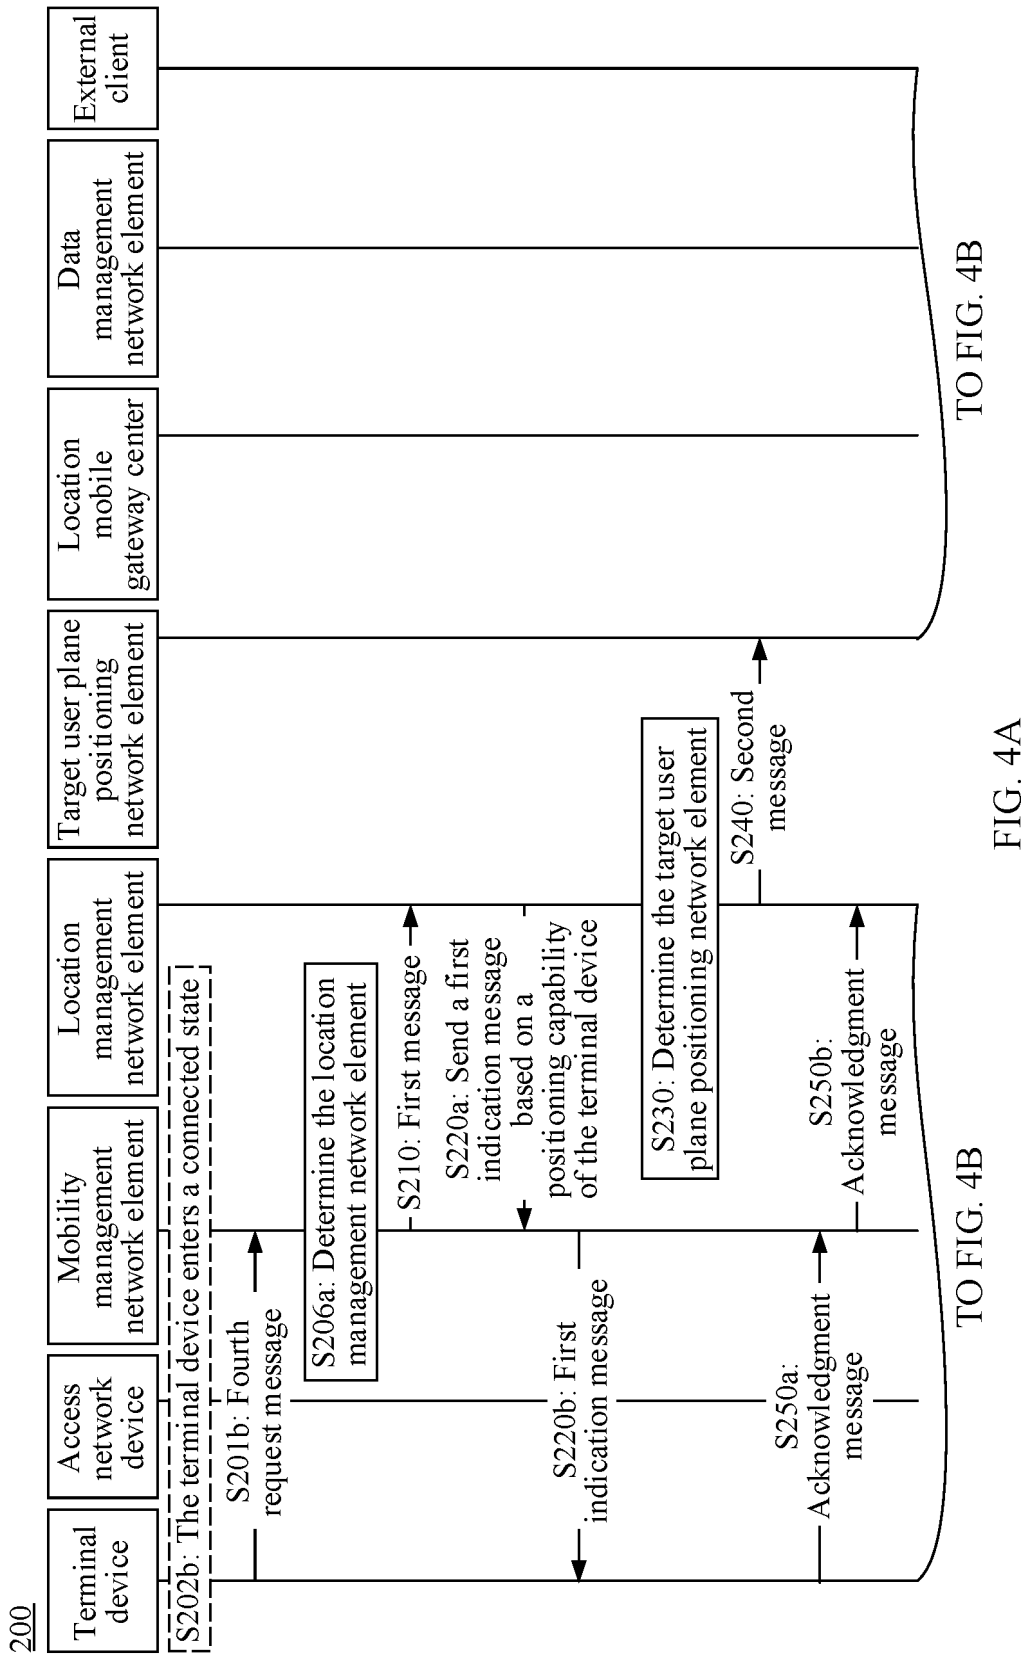 200
Terminal
device
Access
network
device
Mobility
management
network element
Location
management
network element
Target user plane
positioning
network element
Location
mobile
gateway center
Data
management
network element
External
client
S202b: The terminal device enters a connected state
S201b: Fourth
request message
S206a: Determine the location
management network element
S210: First message
S220a: Send a first
indication message
based on a
positioning capability
of the terminal device
S220b: First
indication message
S230: Determine the target user
plane positioning network element
S240: Second
message
S250a:
Acknowledgment
message
S250b:
Acknowledgment
message
TO FIG. 4B
TO FIG. 4B
FIG. 4A